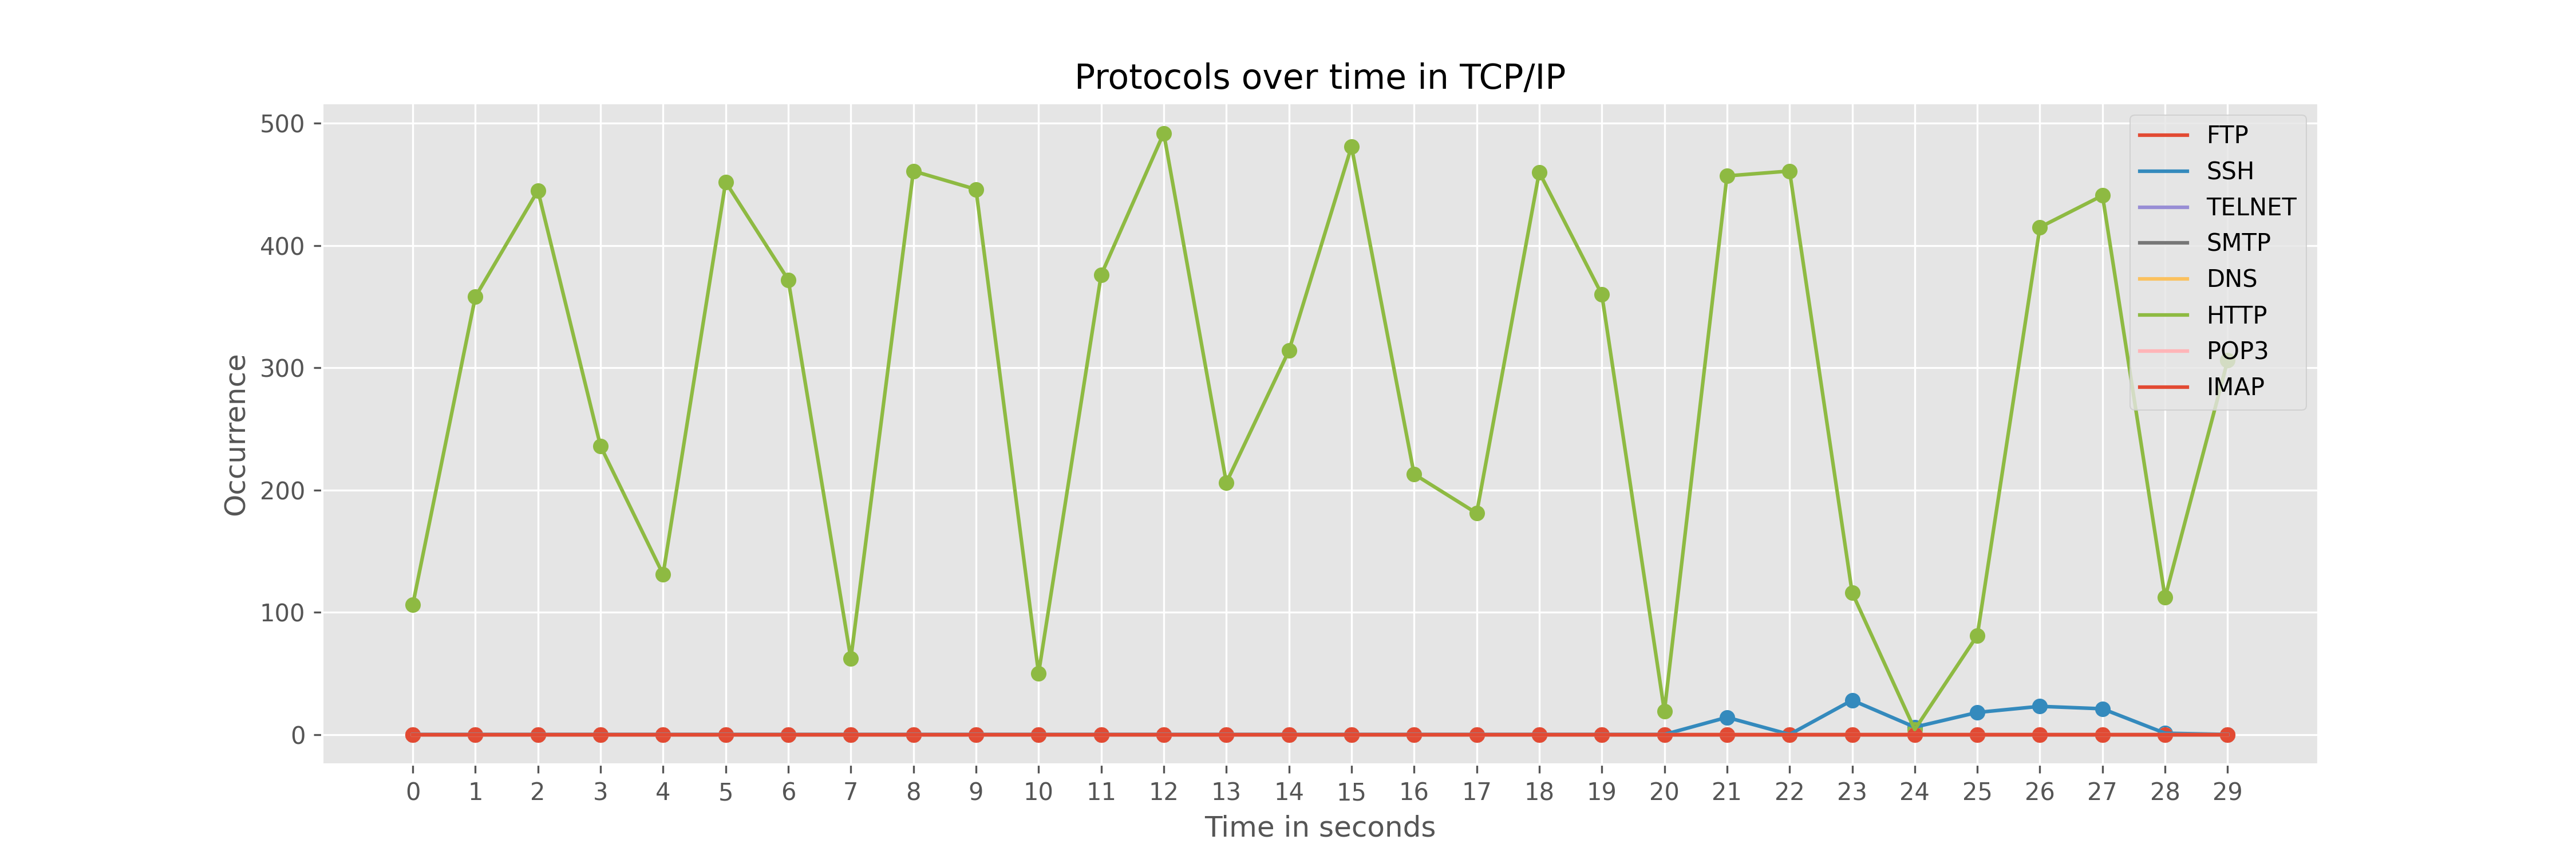 Protocols over time in TCP/IP
500
400
300
200
100
0
Occurrence
FTP
SSH
TELNET
SMTP
DNS
HTTP
POP3
IMAP
0 1 2 3 4 5 6 7 8 9 10 11 12 13 14 15 16 17 18 19 20 21 22 23 24 25 26 27 28 29
Time in seconds